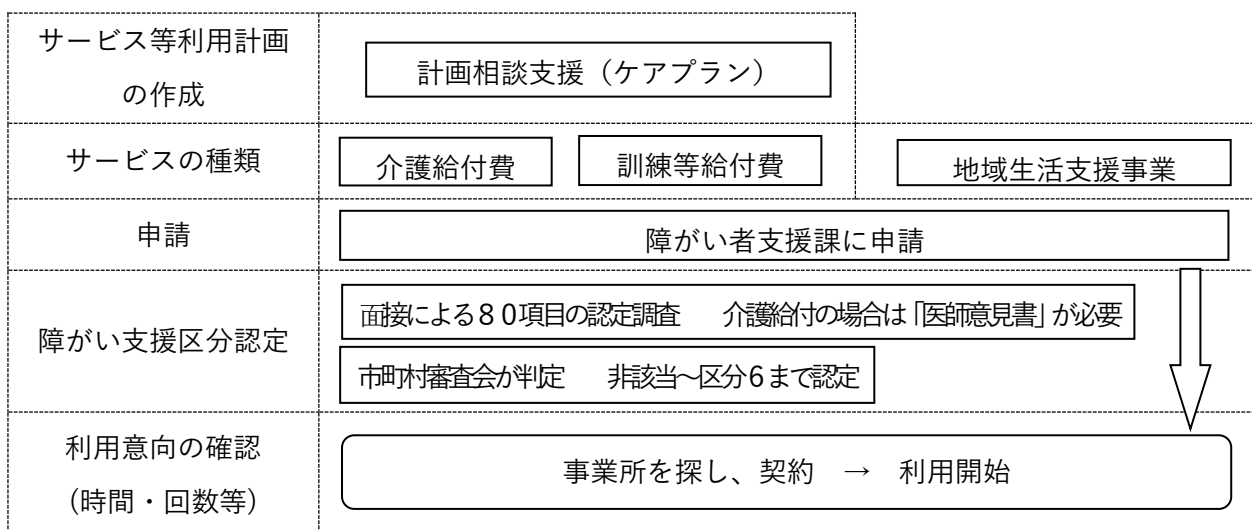 サービス等利用計画
の作成
計画相談支援（ケアプラン）
サービスの種類
介護給付費
訓練等給付費
地域生活支援事業
申請
障がい者支援課に申請
障がい支援区分認定
面接による８０項目の認定調査　介護給付の場合は「医師意見書」が必要
市町村審査会が判定　非該当～区分６まで認定
利用意向の確認
（時間・回数等）
事業所を探し、契約　→　利用開始